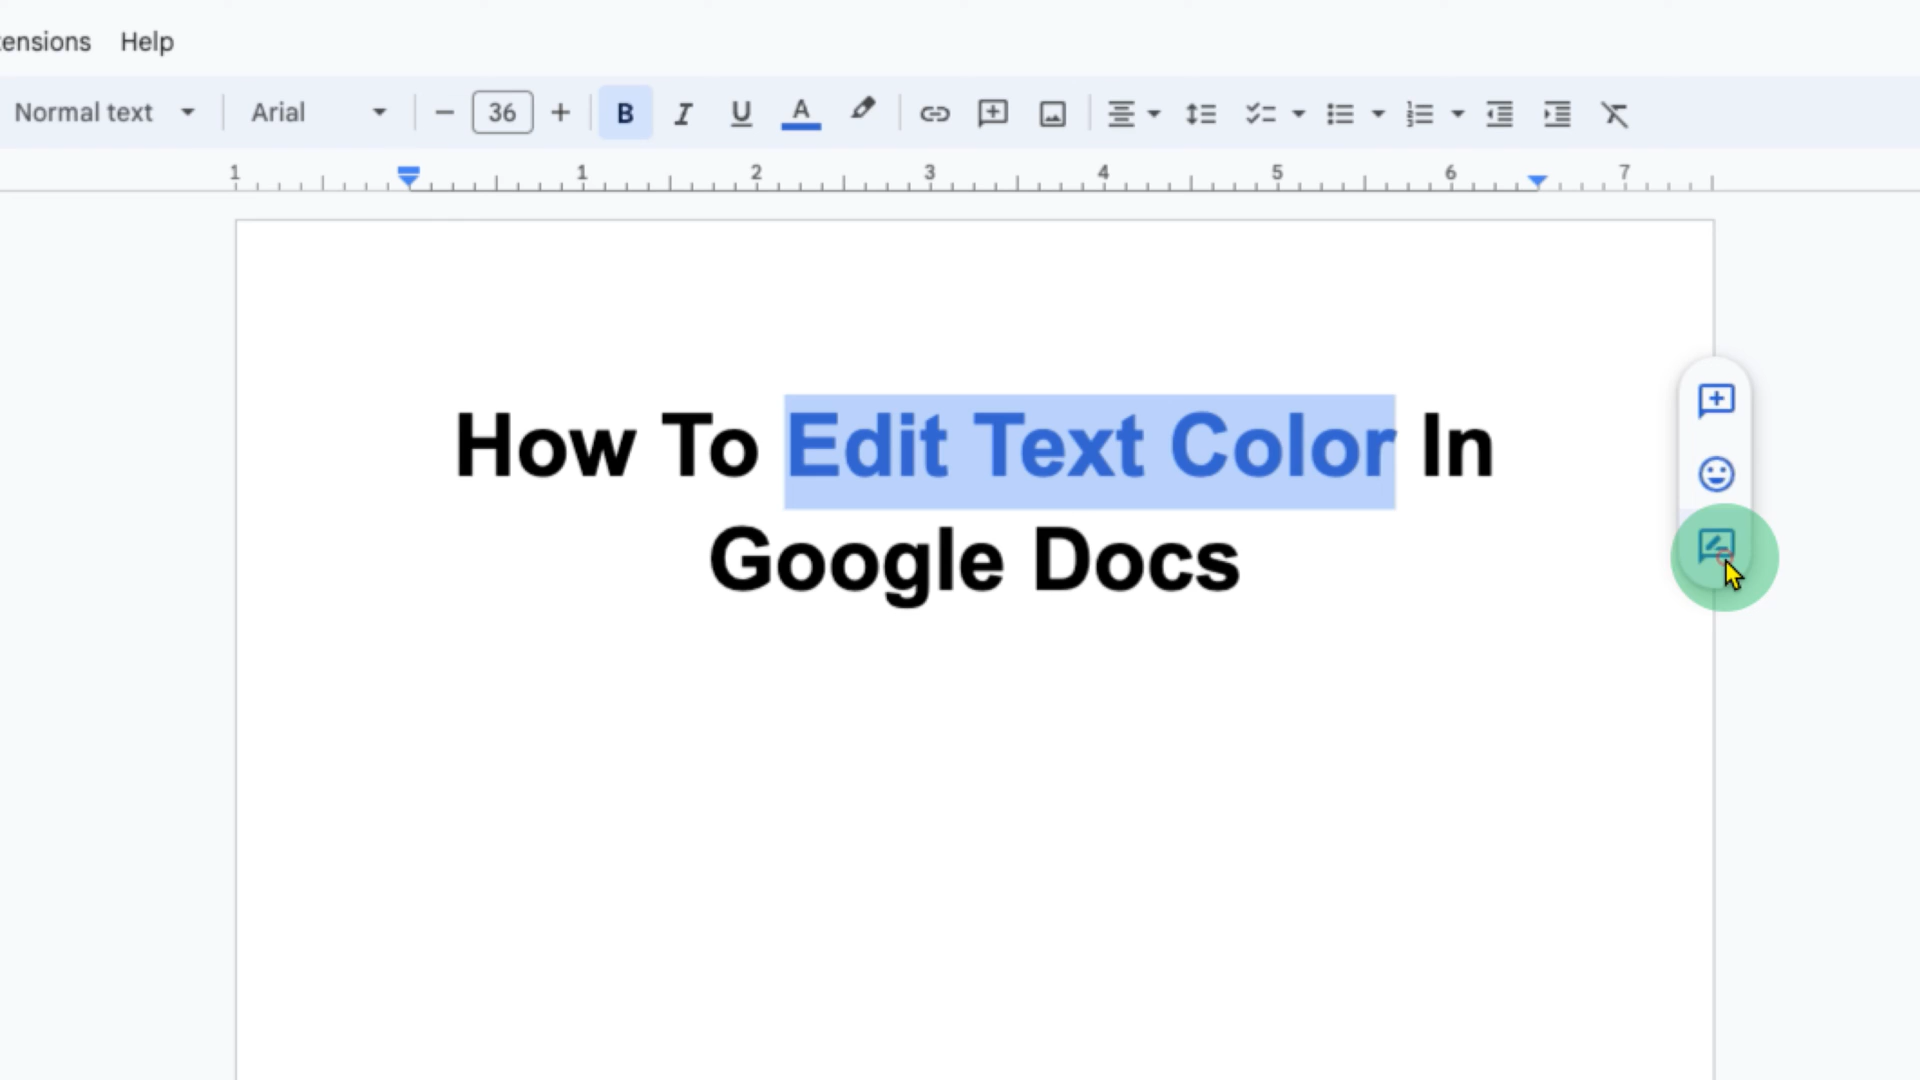 tensions Help
Normal text Arial 36 B I U A
1 1 2 3 4 5 6 7
How To Edit Text Color In
Google Docs